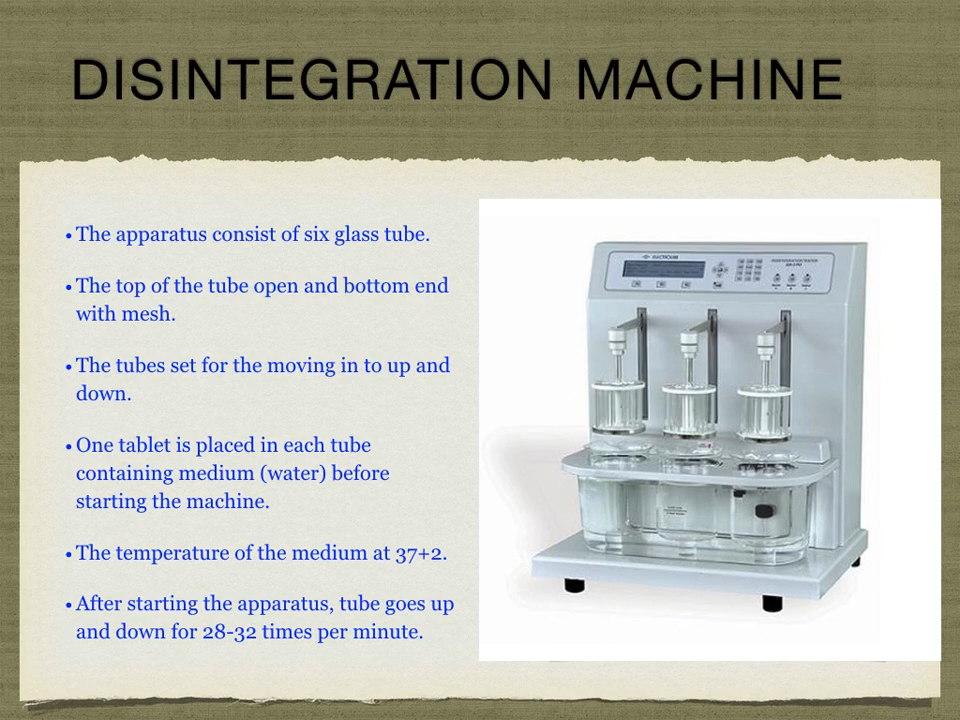 DISINTEGRATION MACHINE
• The apparatus consist of six glass tube.
• The top of the tube open and bottom end
with mesh.
• The tubes set for the moving in to up and
down.
• One tablet is placed in each tube
containing medium (water) before
starting the machine.
• The temperature of the medium at 37+2.
• After starting the apparatus, tube goes up
and down for 28-32 times per minute.